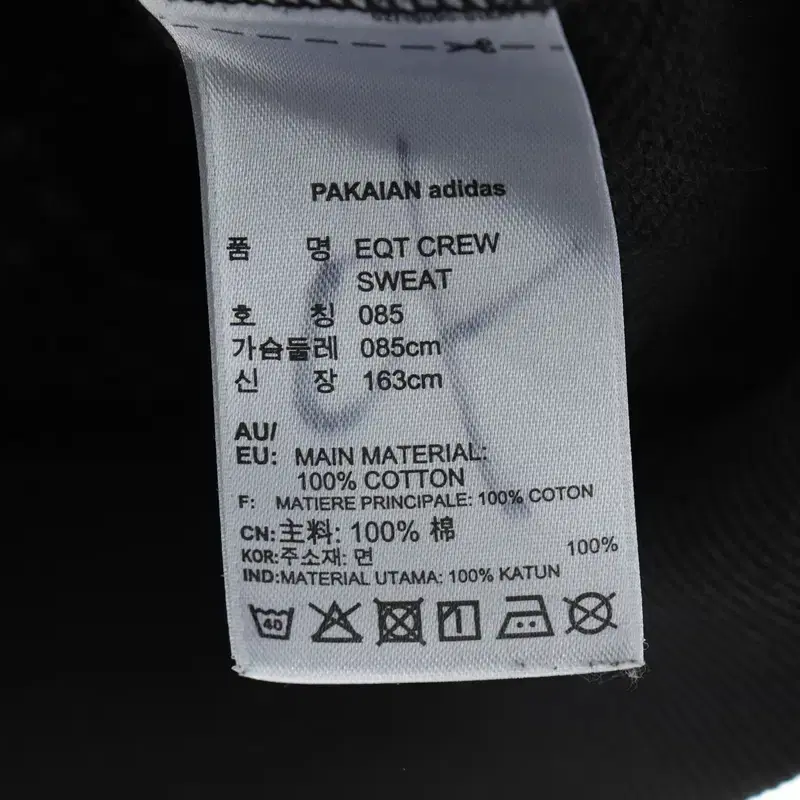 PAKAIAN adidas
품 명 EQT CREW
SWEAT
호 칭 085
가슴둘레 085cm
신 장 163cm
AU/
EU: MAIN MATERIAL:
100% COTTON
F: MATIERE PRINCIPALE: 100% COTON
CN:主料: 100% 棉
KOR:주소재: 면 100%
IND:MATERIAL UTAMA: 100% KATUN
40